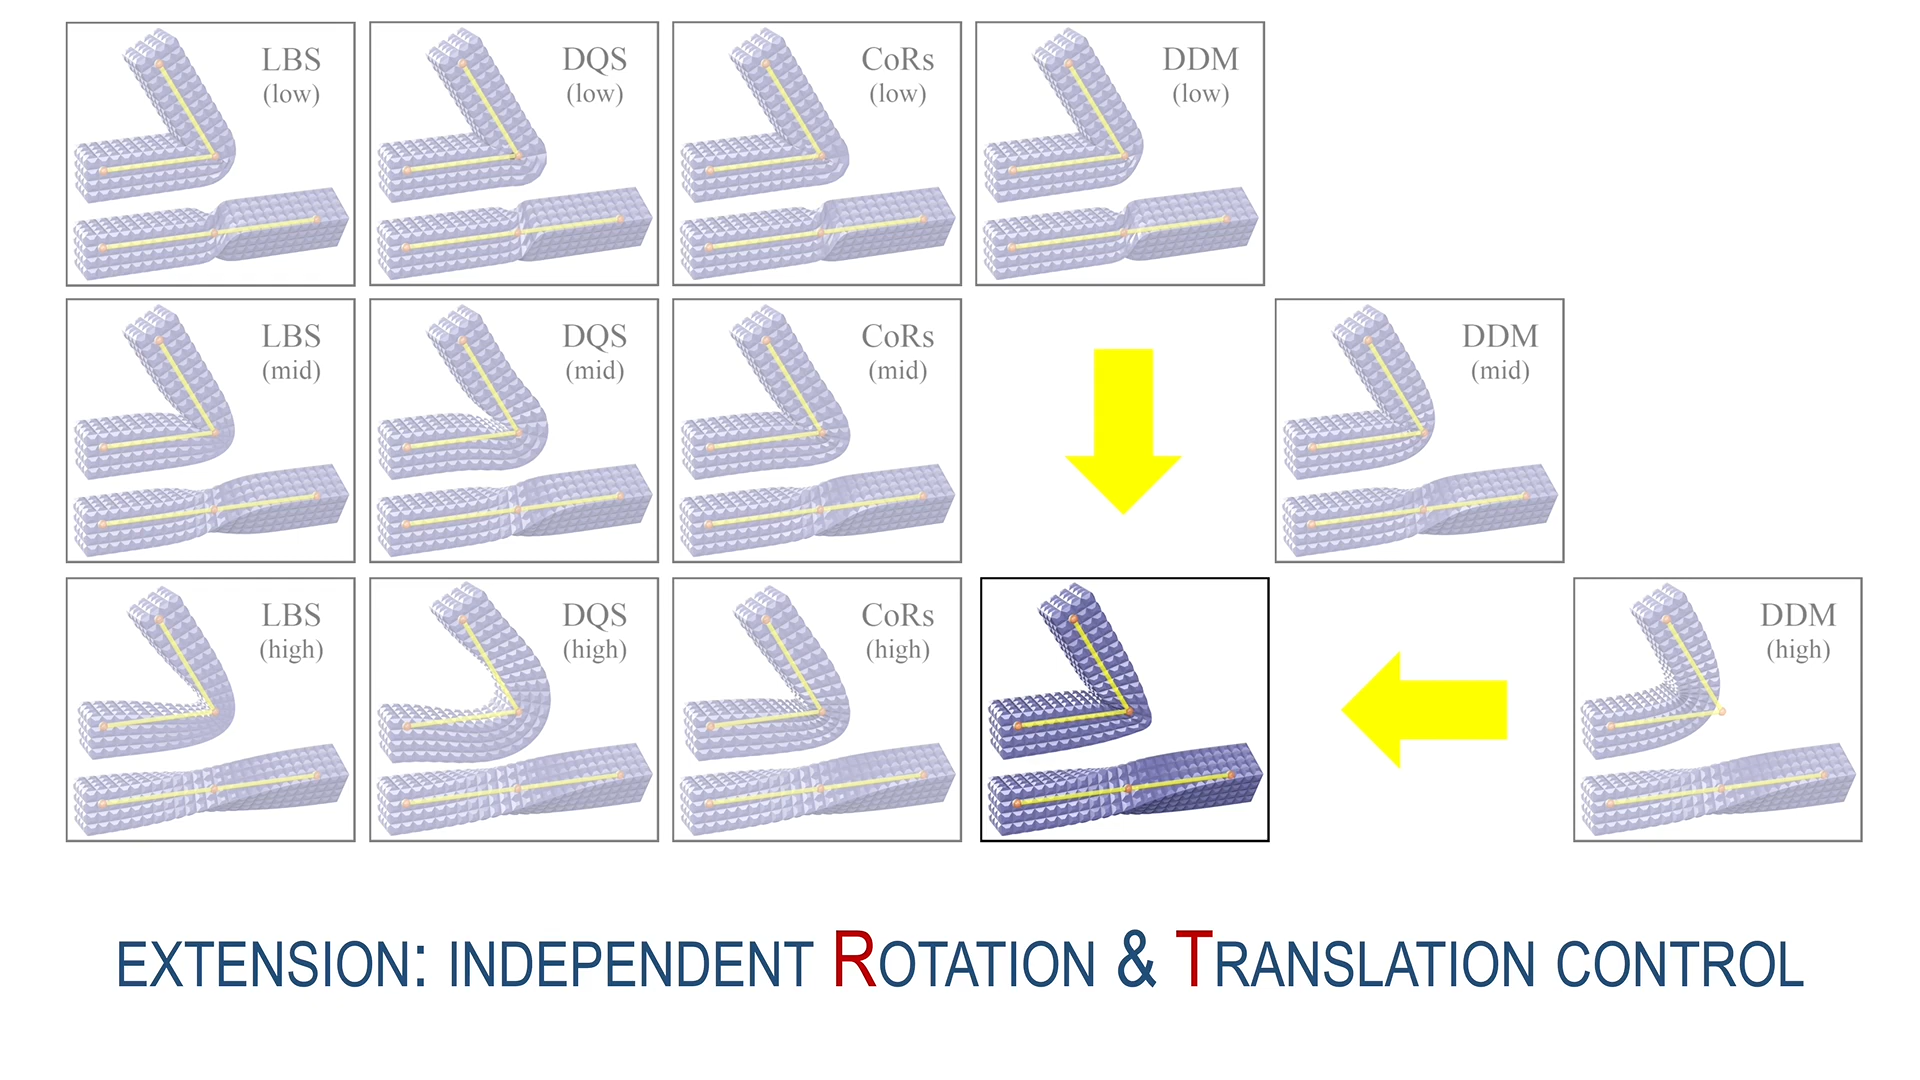 LBS
(low)
DQS
(low)
CoRs
(low)
DDM
(low)
LBS
(mid)
DQS
(mid)
CoRs
(mid)
DDM
(mid)
LBS
(high)
DQS
(high)
CoRs
(high)
DDM
(high)
EXTENSION: INDEPENDENT ROTATION & TRANSLATION CONTROL